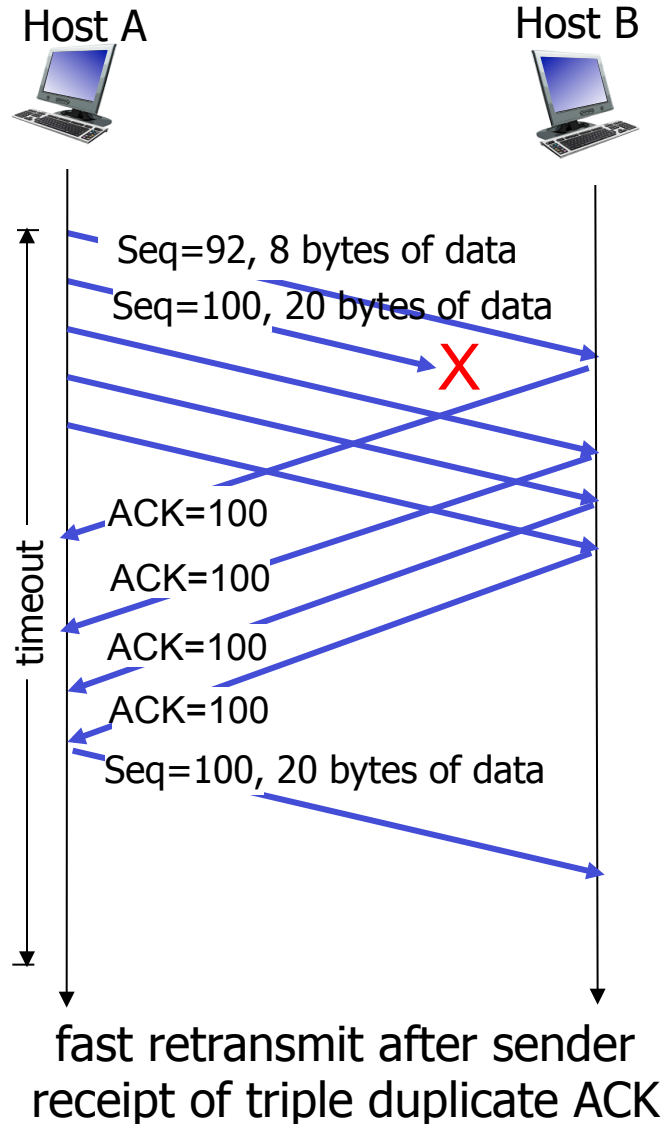 Host A
Host B
Seq=92, 8 bytes of data
Seq=100, 20 bytes of data
X
ACK=100
timeout
ACK=100
ACK=100
ACK=100
Seq=100, 20 bytes of data
fast retransmit after sender
receipt of triple duplicate ACK